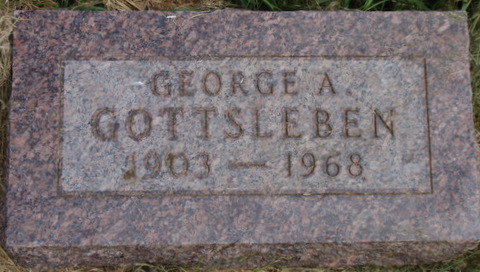 GEORGE A.
GOTTSLEBEN
1903 — 1968